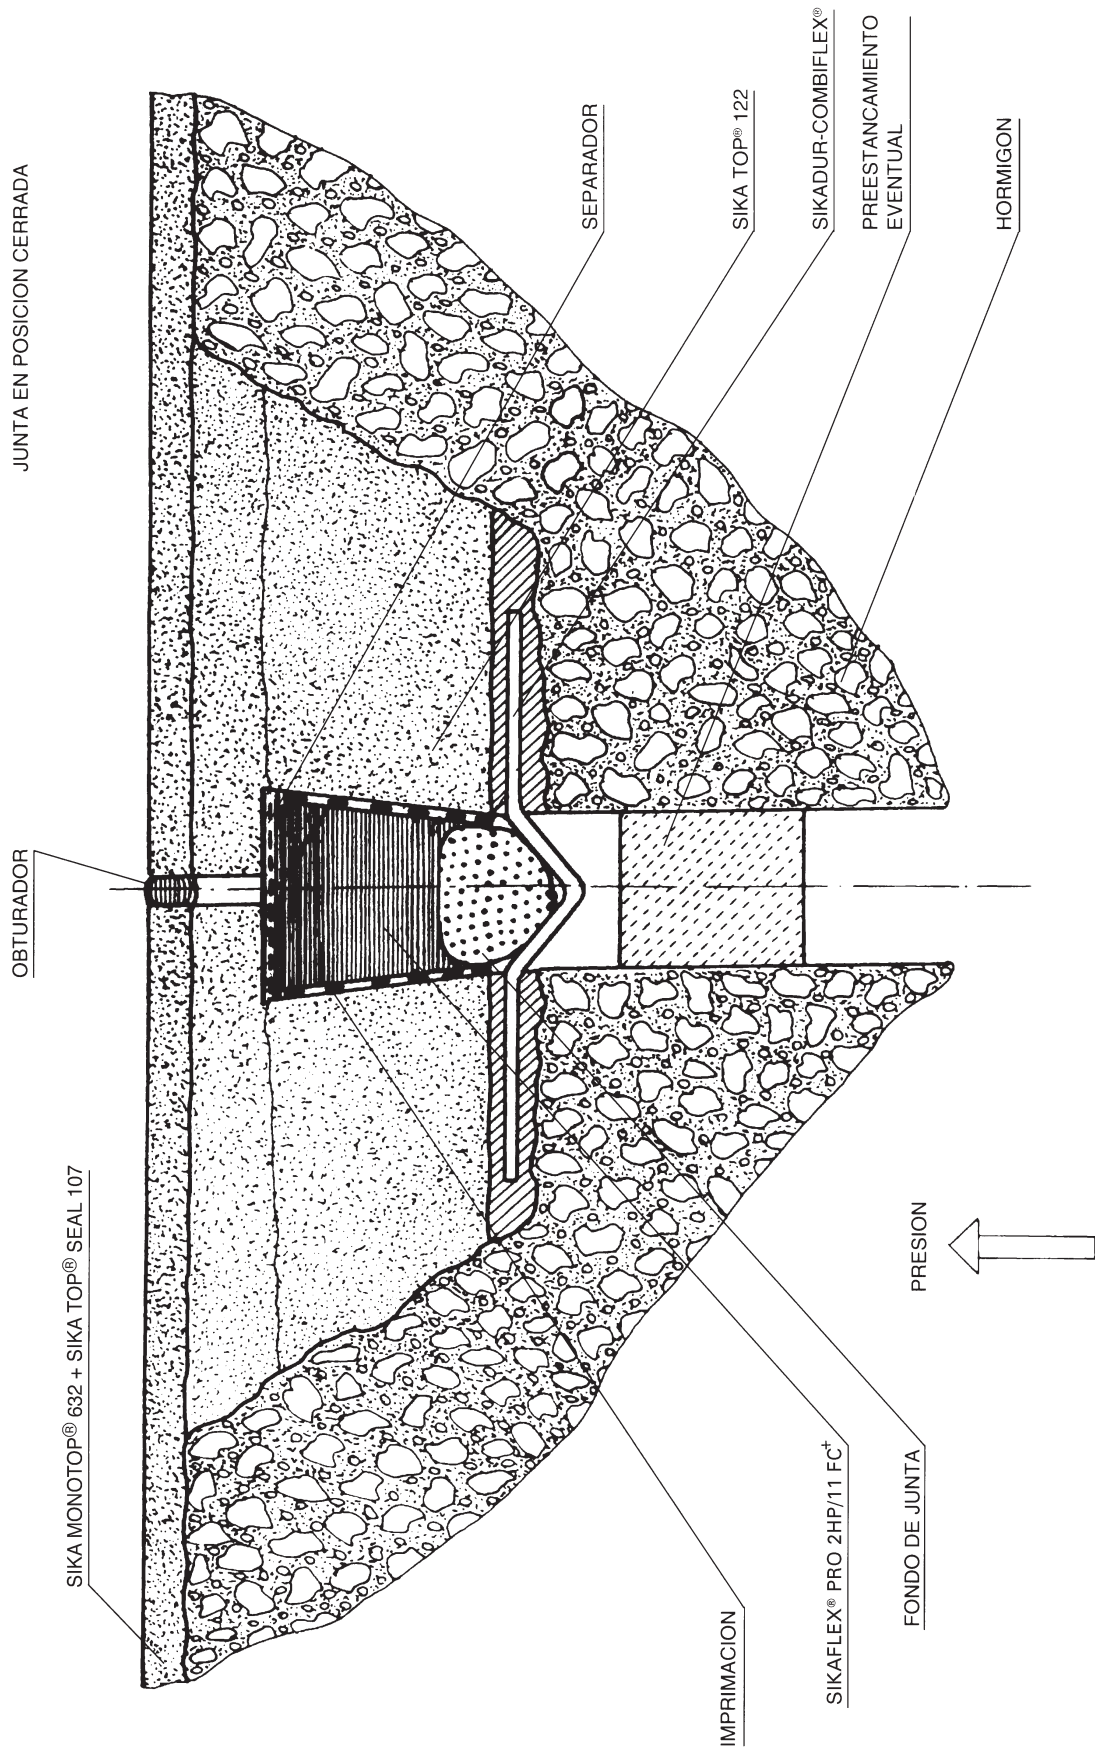 JUNTA EN POSICION CERRADA
OBTURADOR
SIKA MONOTOP® 632 + SIKA TOP® SEAL 107
SEPARADOR
SIKA TOP® 122
SIKADUR-COMBIFLEX®
PREESTANCAMIENTO
EVENTUAL
HORMIGON
PRESION
IMPRIMACION
SIKAFLEX® PRO 2HP/11 FC+
FONDO DE JUNTA